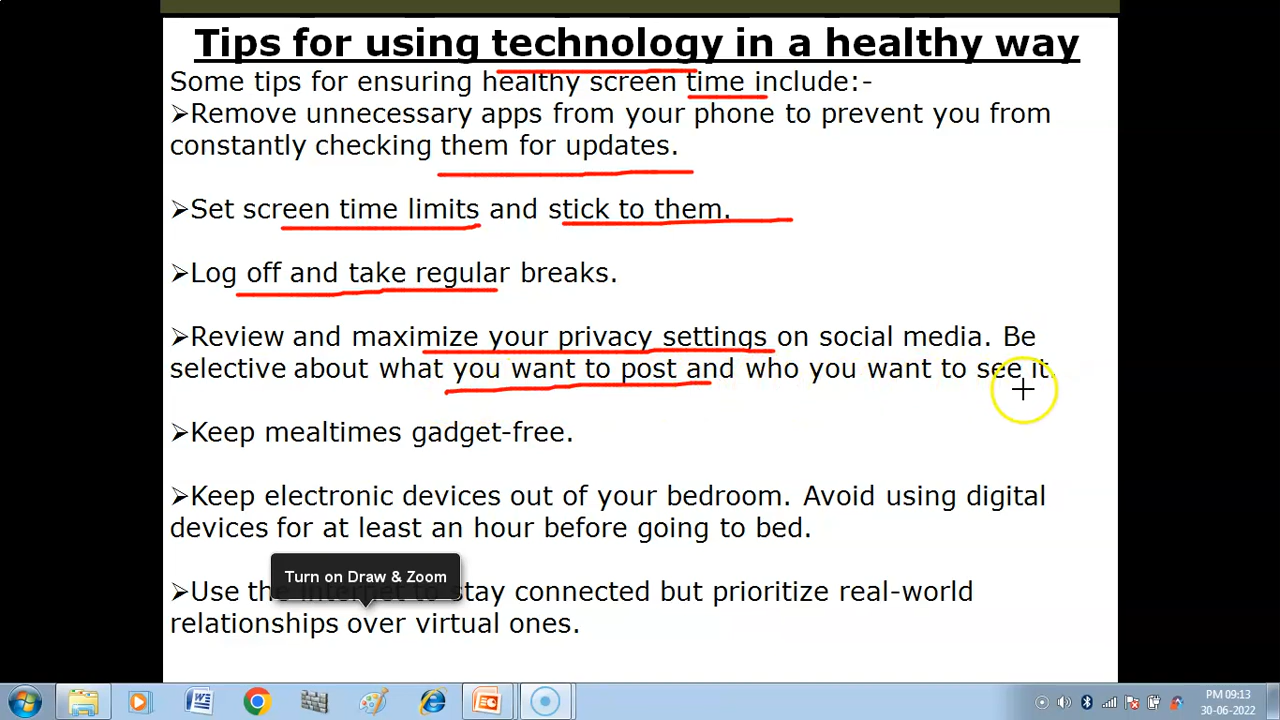 Tips for using technology in a healthy way
Some tips for ensuring healthy screen time include:-
➢Remove unnecessary apps from your phone to prevent you from
constantly checking them for updates.
➢Set screen time limits and stick to them.
➢Log off and take regular breaks.
➢Review and maximize your privacy settings on social media. Be
selective about what you want to post and who you want to see it.
➢Keep mealtimes gadget-free.
➢Keep electronic devices out of your bedroom. Avoid using digital
devices for at least an hour before going to bed.
Turn on Draw & Zoom
➢Use the internet to stay connected but prioritize real-world
relationships over virtual ones.
PM 09:13
30-06-2022